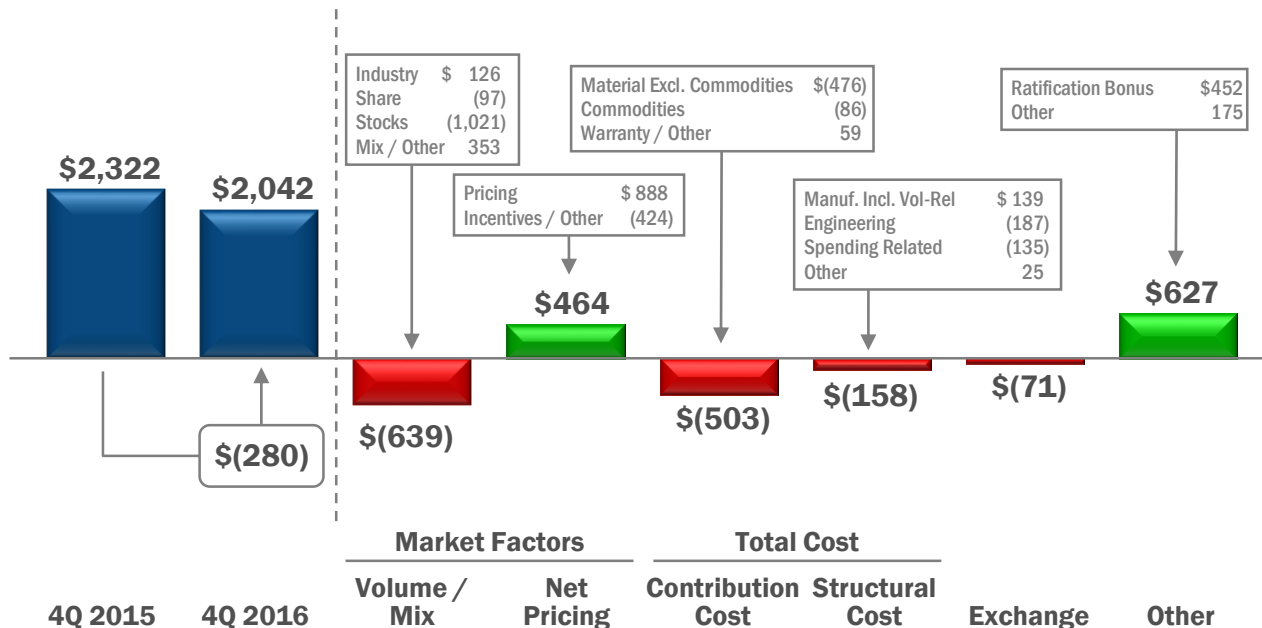 Industry $ 126
Share (97)
Stocks (1,021)
Mix / Other 353
Material Excl. Commodities $(476)
Commodities (86)
Warranty / Other 59
Ratification Bonus $452
Other 175
Pricing $ 888
Incentives / Other (424)
Manuf. Incl. Vol-Rel $ 139
Engineering (187)
Spending Related (135)
Other 25
$2,322
$2,042
$464
$627
$(639)
$(503)
$(158)
$(71)
$(280)
Market Factors
Total Cost
4Q 2015
4Q 2016
Volume /
Mix
Net
Pricing
Contribution
Cost
Structural
Cost
Exchange
Other